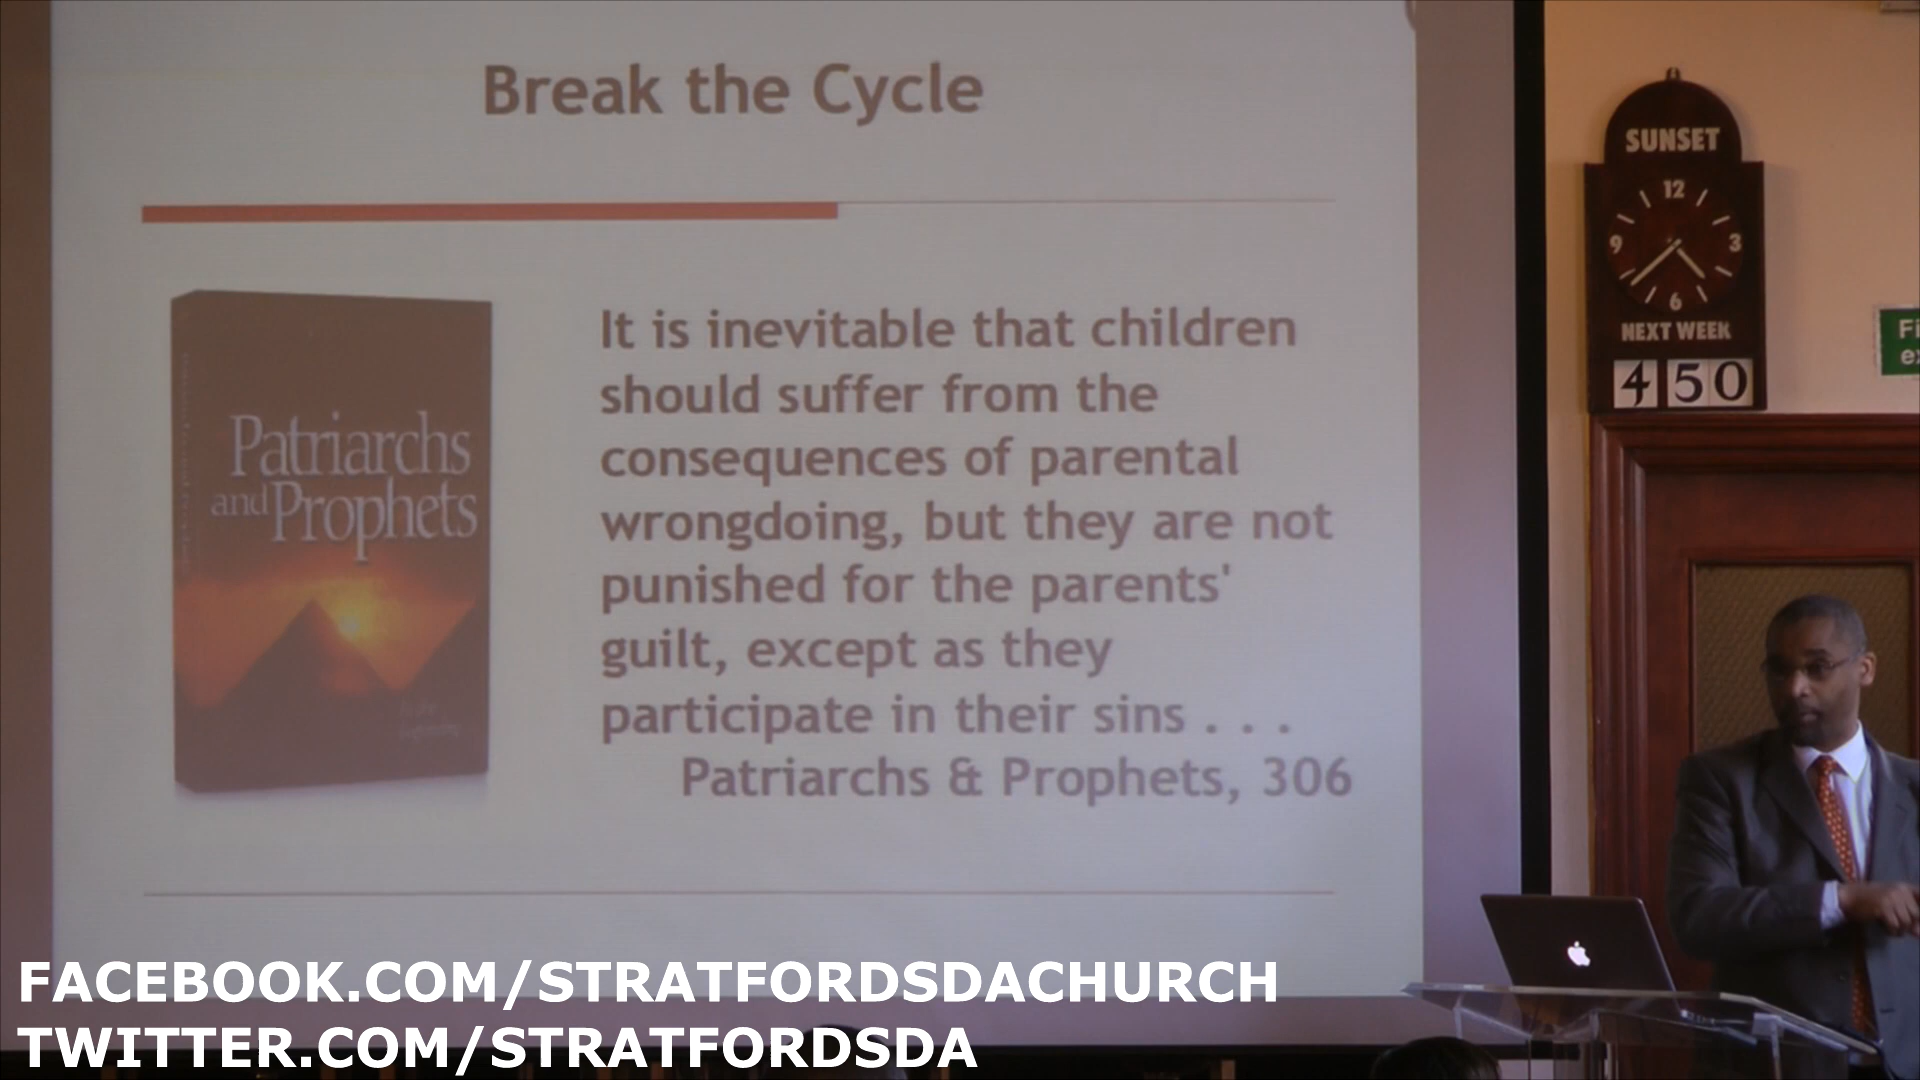 Break the Cycle
Patriarchs
and Prophets
It is inevitable that children
should suffer from the
consequences of parental
wrongdoing, but they are not
punished for the parents'
guilt, except as they
participate in their sins . . .
Patriarchs & Prophets, 306
SUNSET
12
9 3
6
NEXT WEEK
4 50
FACEBOOK.COM/STRATFORDSDACHURCH
TWITTER.COM/STRATFORDSDA